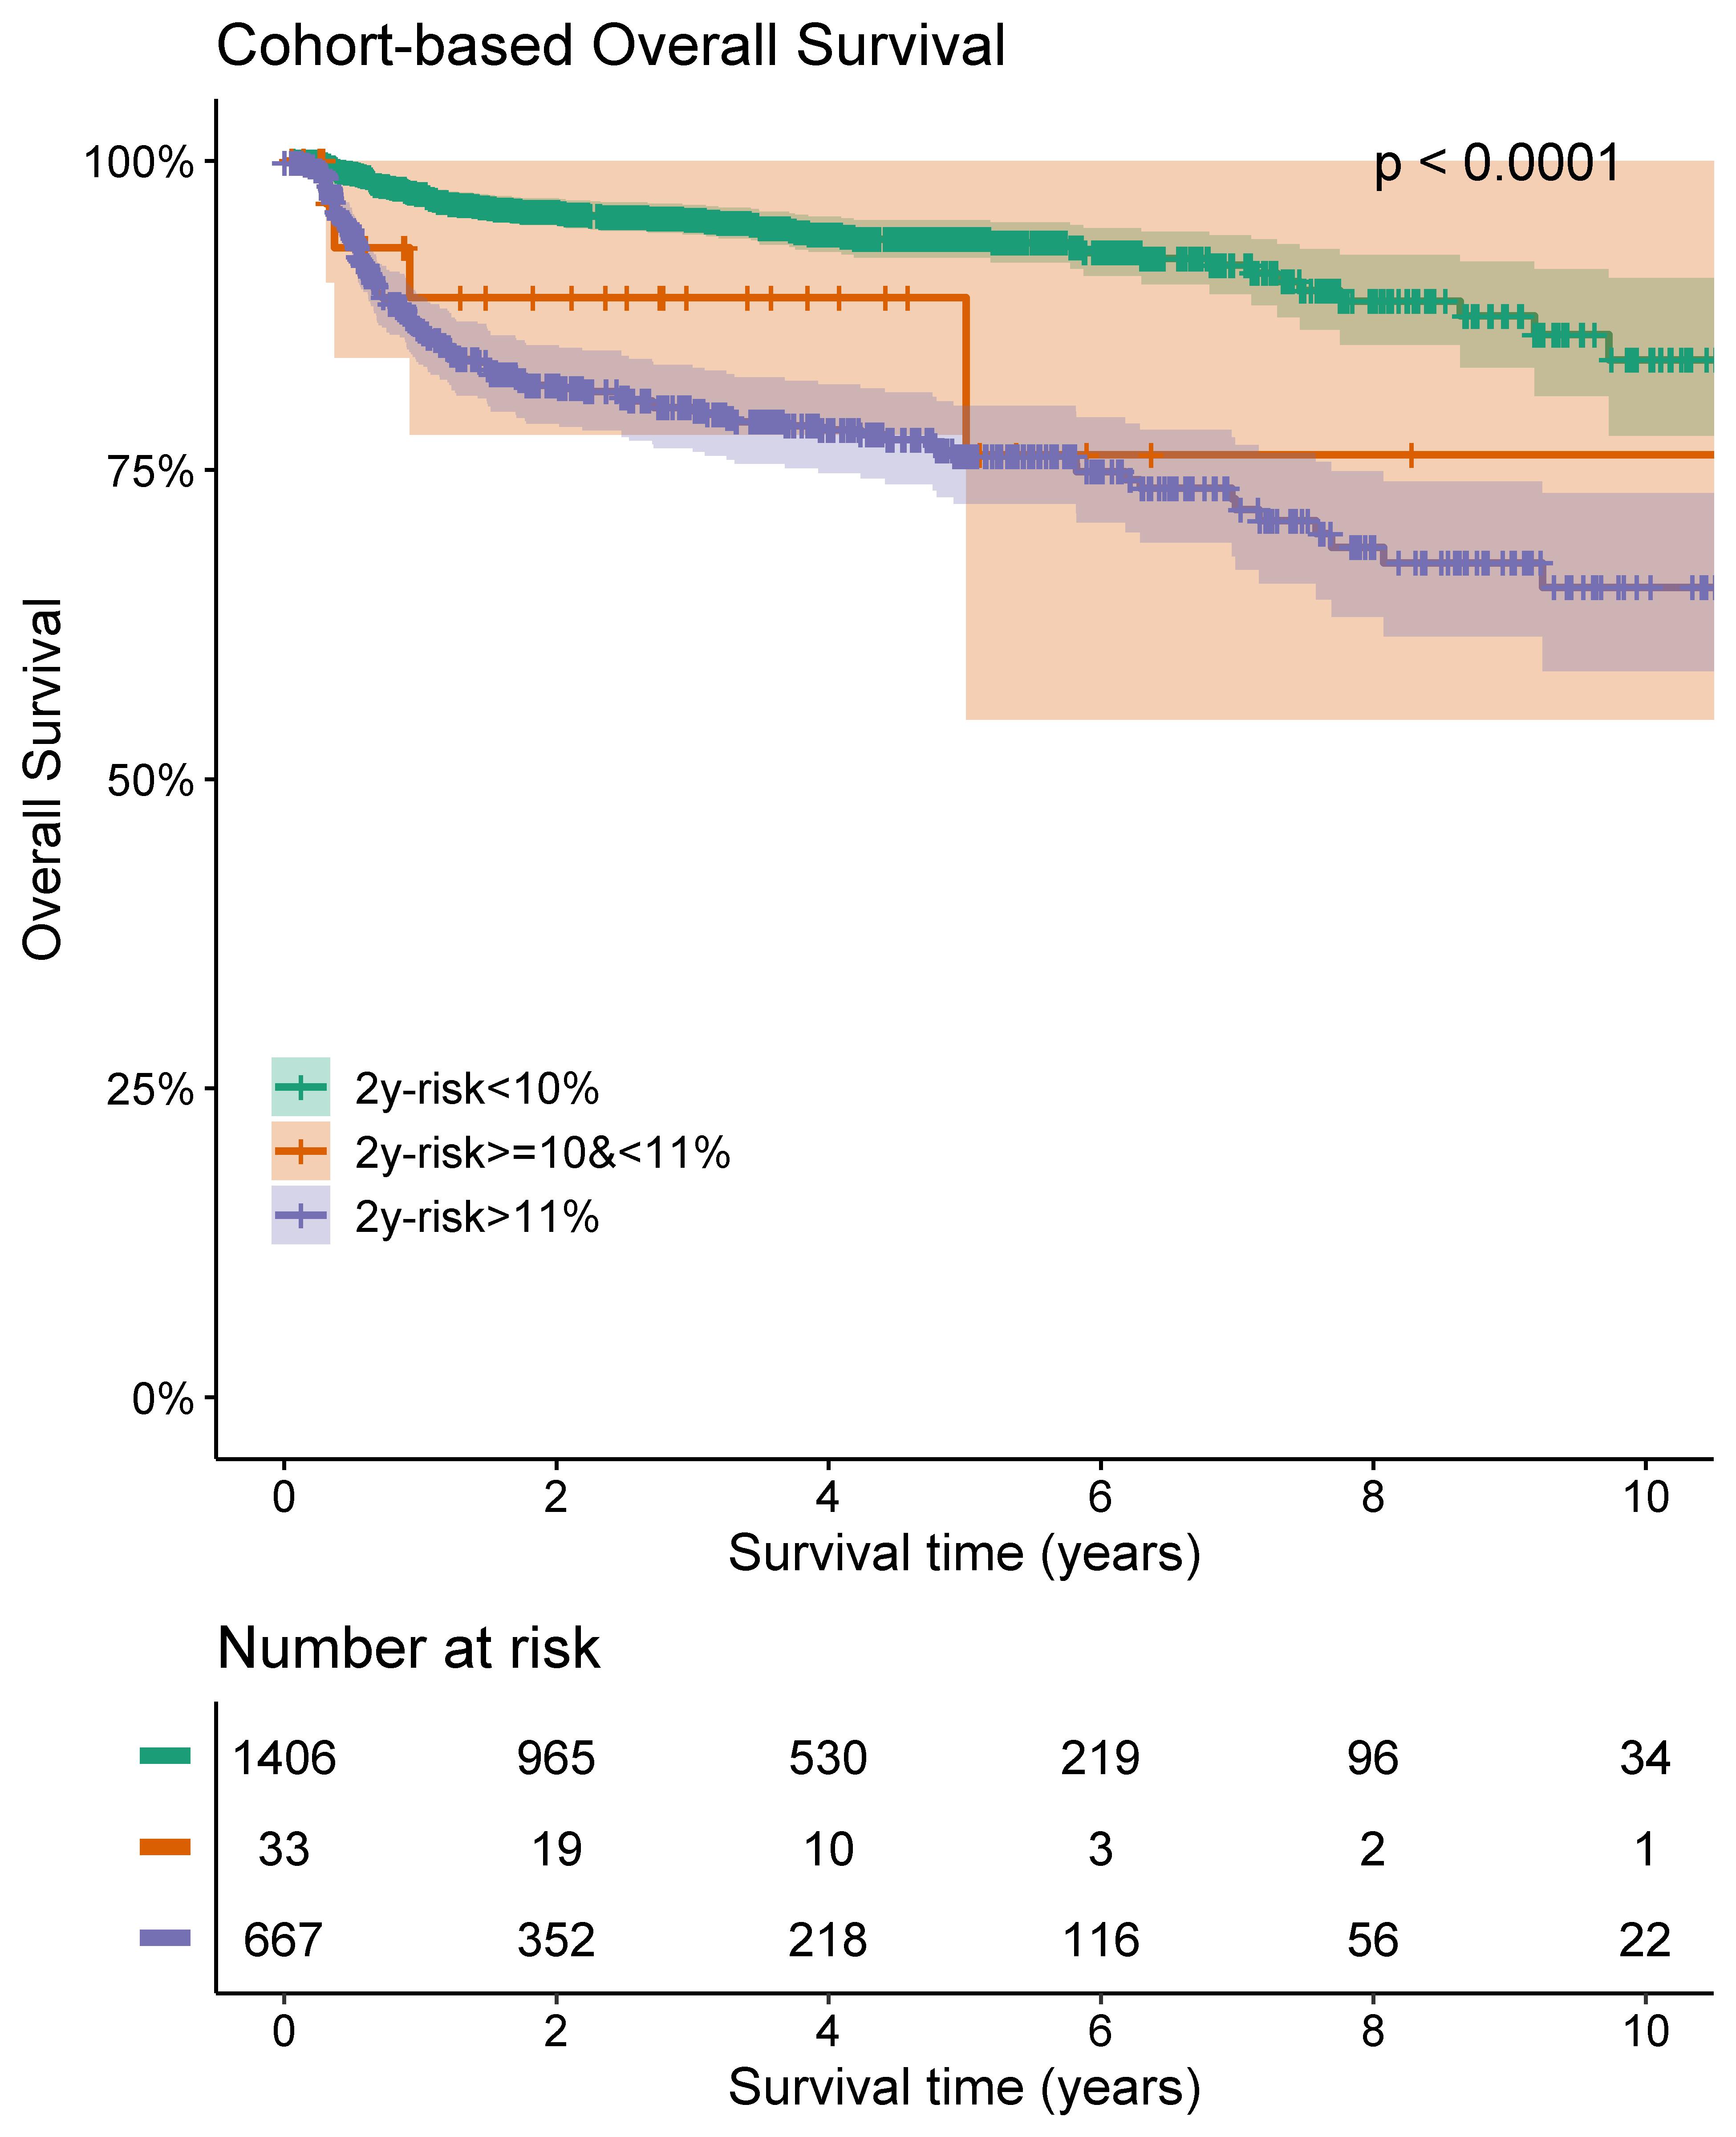 Cohort-based Overall Survival
p < 0.0001
100%
75%
50%
25%
0%
Overall Survival
2y-risk<10%
2y-risk>=10&<11%
2y-risk>11%
0 2 4 6 8 10
Survival time (years)
Number at risk
1406 965 530 219 96 34
33 19 10 3 2 1
667 352 218 116 56 22
0 2 4 6 8 10
Survival time (years)